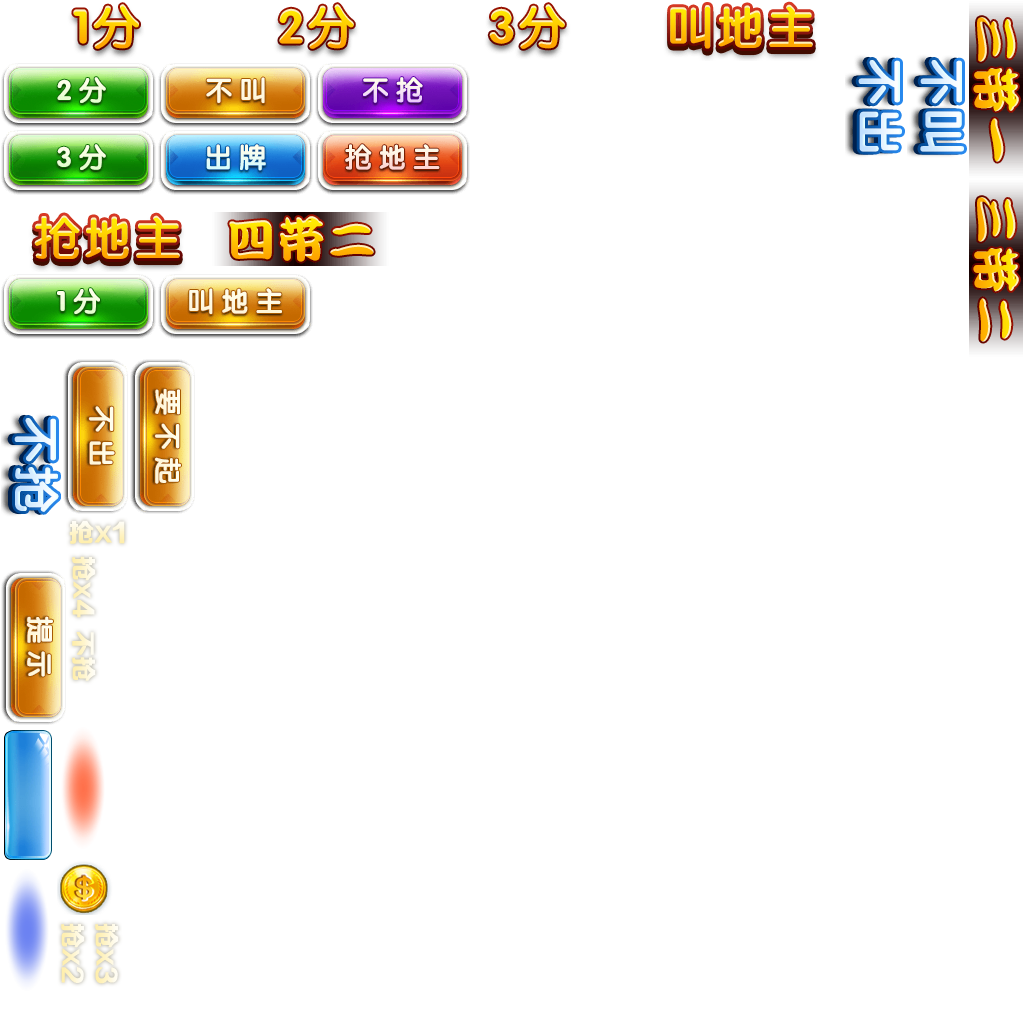 1分
2分
3分
叫地主
三带一
不叫
不出
2分
不叫
不抢
3分
出牌
抢地主
三带二
抢地主
四带二
1分
叫地主
不抢
不出
要不起
抢x1
抢x4
不抢
提示
$
抢x2
抢x3